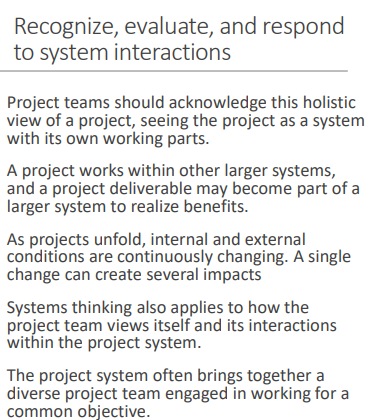 Recognize, evaluate, and respond
to system interactions
Project teams should acknowledge this holistic
view of a project, seeing the project as a system
with its own working parts.
A project works within other larger systems,
and a project deliverable may become part of a
larger system to realize benefits.
As projects unfold, internal and external
conditions are continuously changing. A single
change can create several impacts
Systems thinking also applies to how the
project team views itself and its interactions
within the project system.
The project system often brings together a
diverse project team engaged in working for a
common objective.